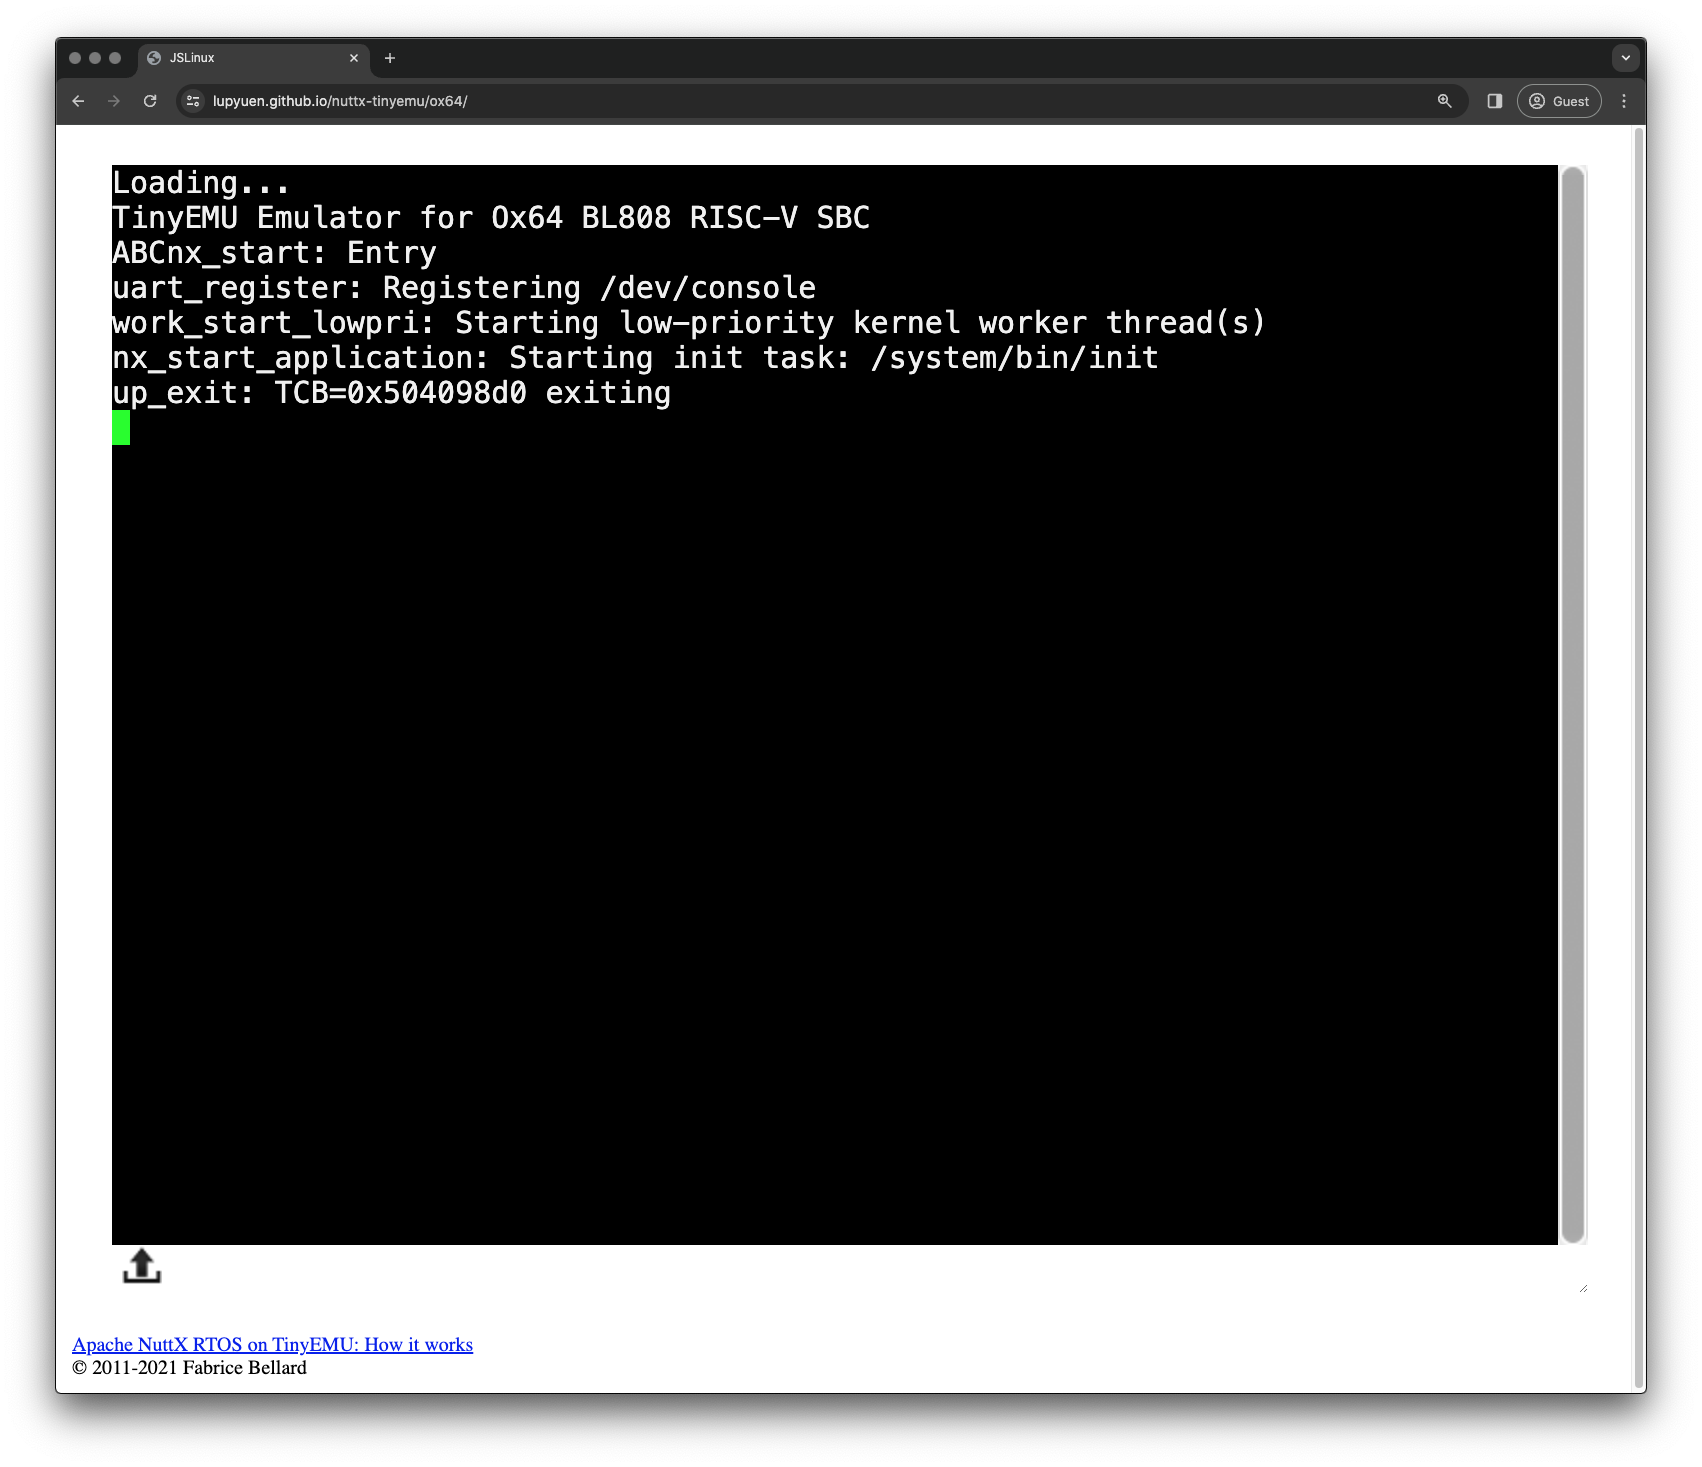 JSLinux
lupyuen.github.io/nuttx-tinyemu/ox64/
Guest
Loading...
TinyEMU Emulator for Ox64 BL808 RISC-V SBC
ABCnx_start: Entry
uart_register: Registering /dev/console
work_start_lowpri: Starting low-priority kernel worker thread(s)
nx_start_application: Starting init task: /system/bin/init
up_exit: TCB=0x504098d0 exiting
Apache NuttX RTOS on TinyEMU: How it works
© 2011-2021 Fabrice Bellard